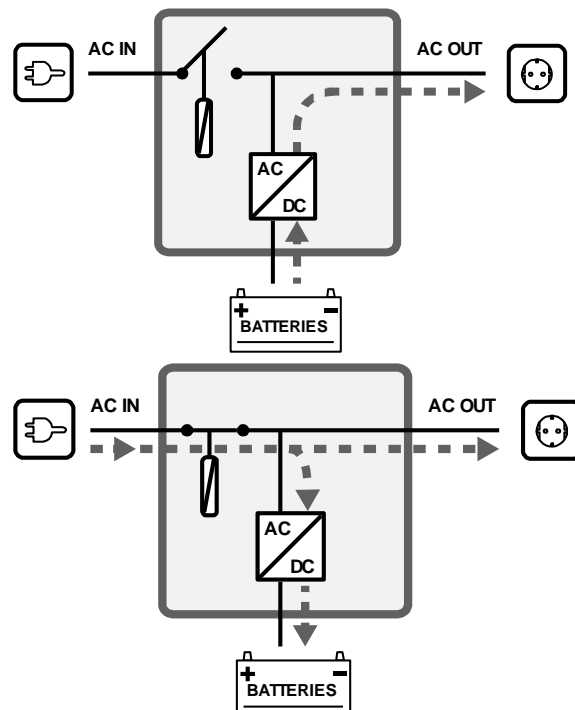 AC IN
AC OUT
AC
DC
+ −
BATTERIES
AC IN
AC OUT
AC
DC
+ −
BATTERIES